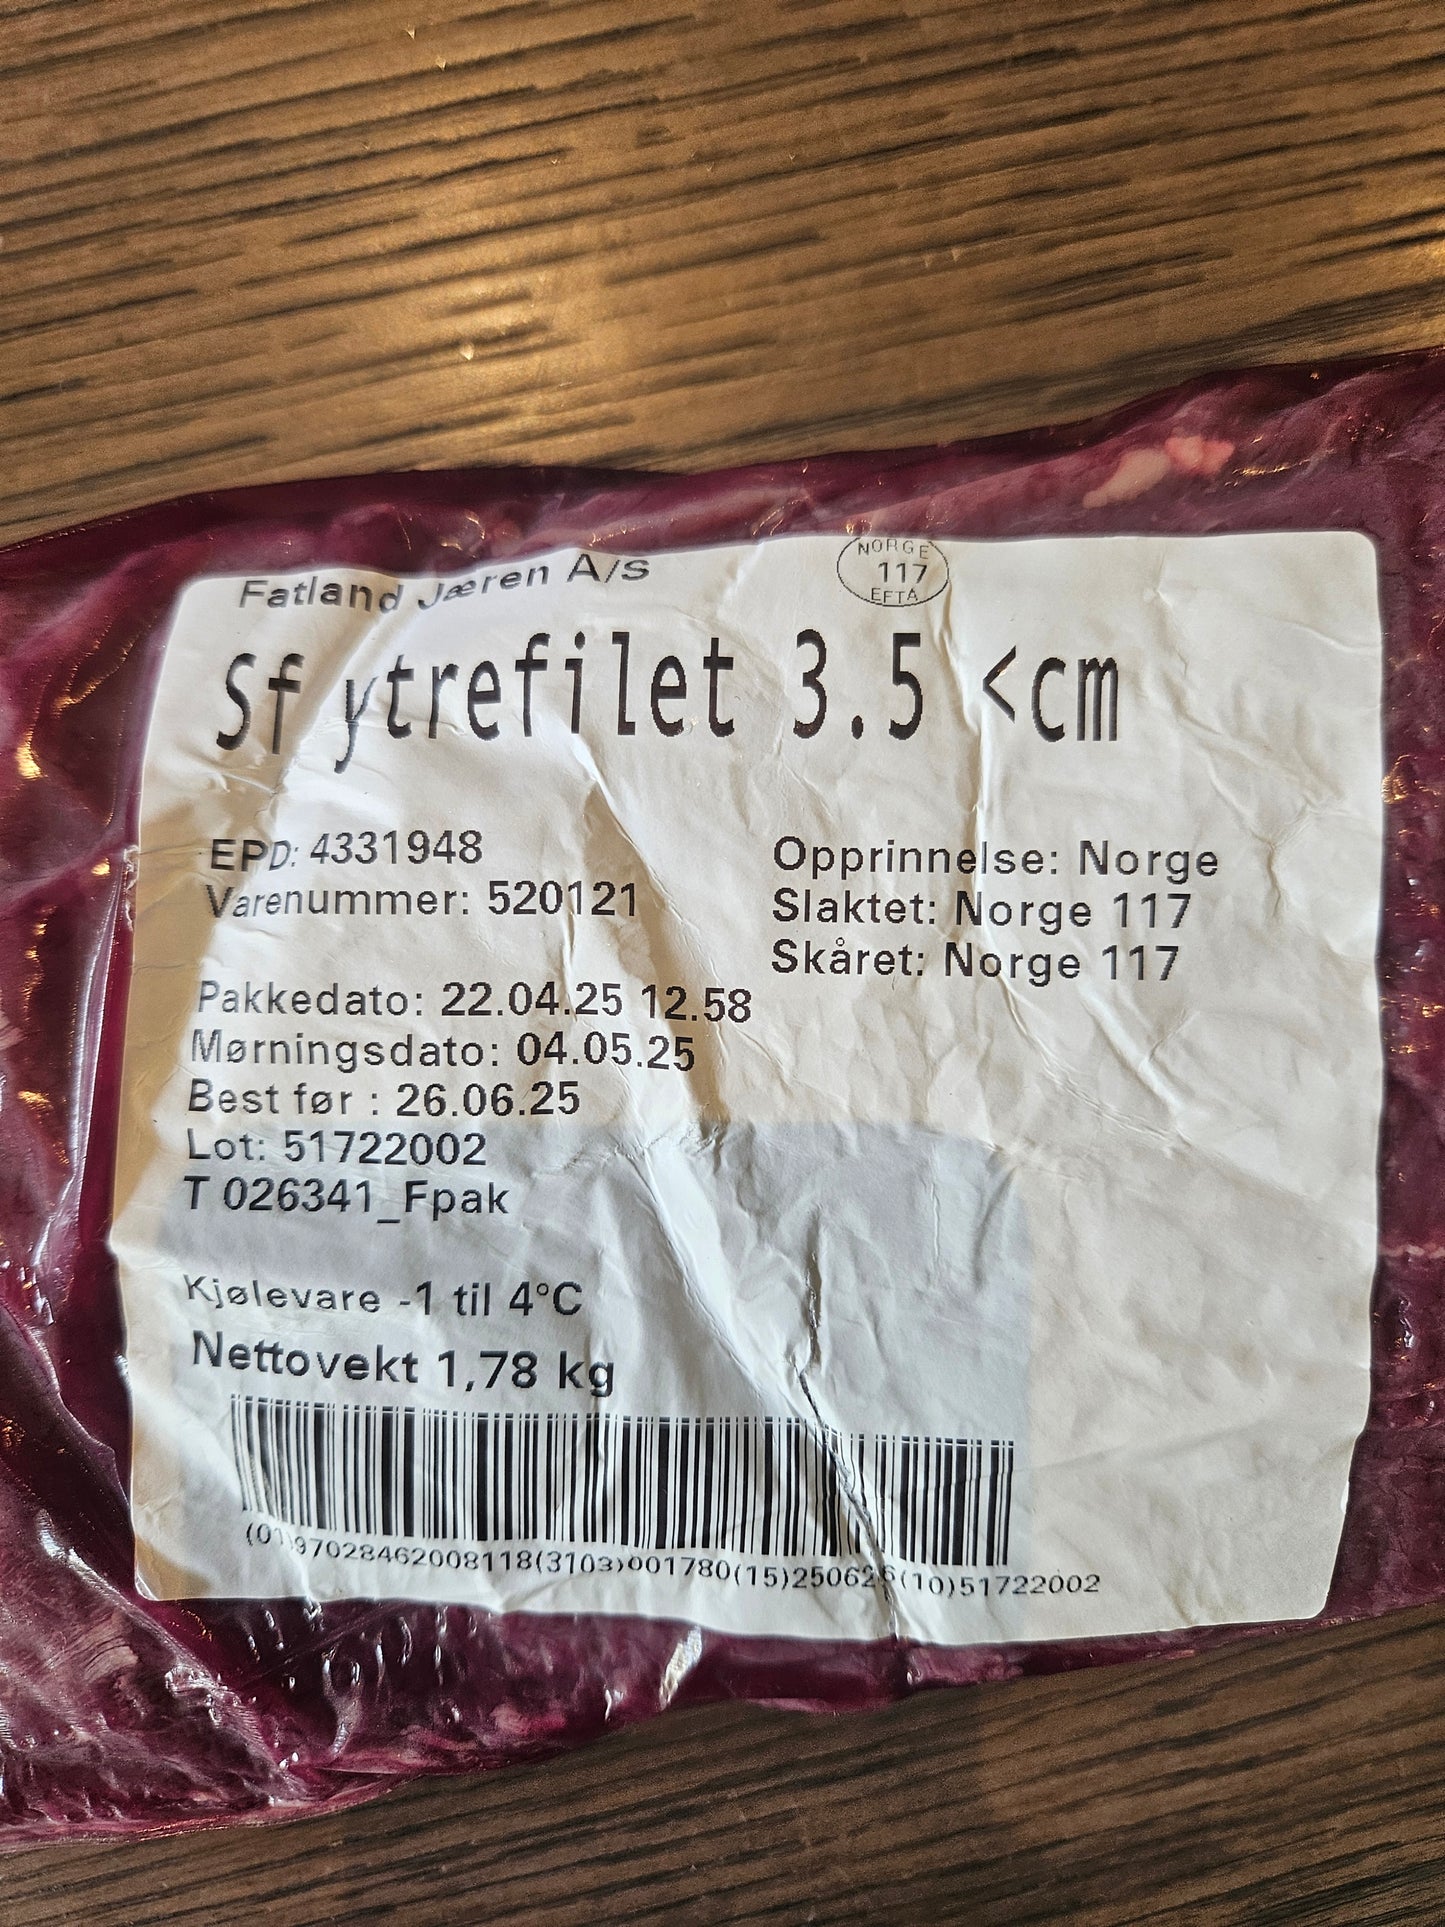 Fatland Jæren A/S
NORGE
117
EFTA
Sf ytrefilet 3.5 <cm
EPD: 4331948
Varenummer: 520121
Opprinnelse: Norge
Slaktet: Norge 117
Skåret: Norge 117
Pakkedato: 22.04.25 12.58
Mørningsdato: 04.05.25
Best før : 26.06.25
Lot: 51722002
T 026341_Fpak
Kjølevare -1 til 4°C
Nettovekt 1,78 kg
(01)97028462008118(3103)001780(15)250626(10)51722002